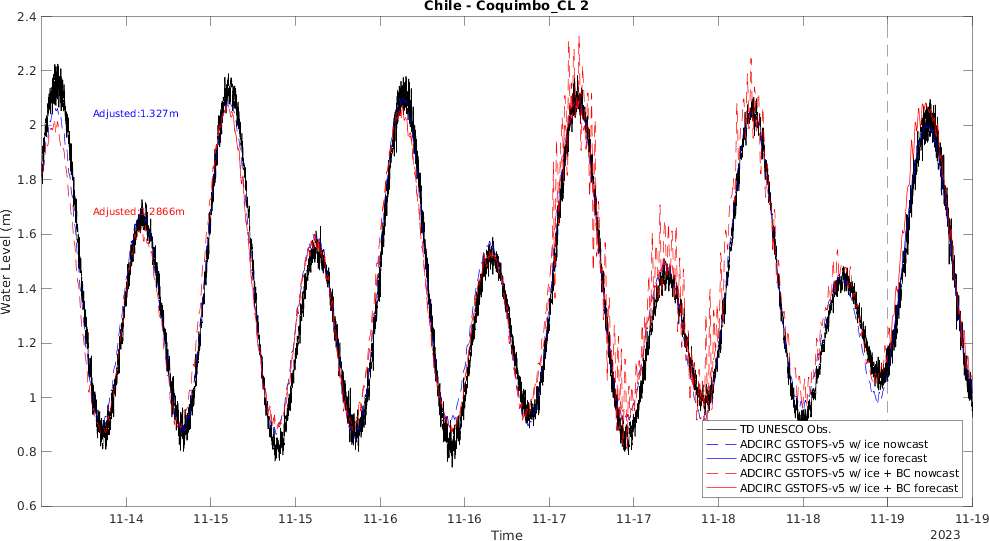 Chile - Coquimbo_CL 2
2.4
2.2
2
1.8
1.6
1.4
1.2
1
0.8
0.6
Water Level (m)
Adjusted:1.327m
Adjusted: 2866m
TD UNESCO Obs.
ADCIRC GSTOFS-v5 w/ ice nowcast
ADCIRC GSTOFS-v5 w/ ice forecast
ADCIRC GSTOFS-v5 w/ ice + BC nowcast
ADCIRC GSTOFS-v5 w/ ice + BC forecast
11-14 11-15 11-15 11-16 11-16 11-17 11-17 11-18 11-18 11-19 11-19
Time
2023